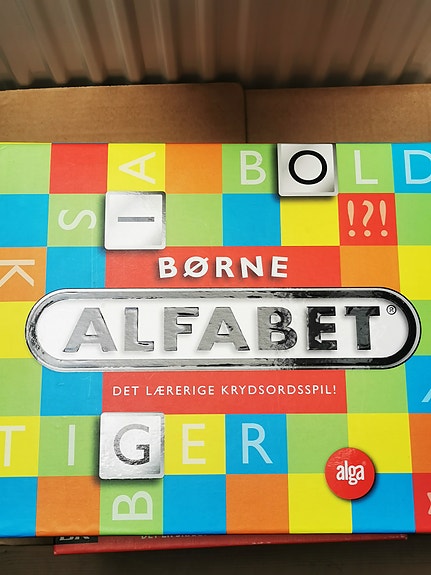 BOLD
!?!
BØRNE
ALFABET®
DET LÆRERIGE KRYDSORDSSPIL!
TIGER
alga